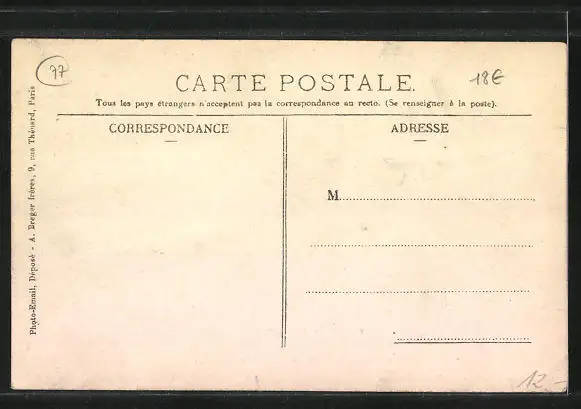 77
18€
CARTE POSTALE.
Tous les pays étrangers n'acceptent pas la correspondance au recto. (Se renseigner à la poste).
CORRESPONDANCE
ADRESSE
M
Photo-Email, Déposé - A. Breger frères, 9, rue Thénard, Paris
12.-